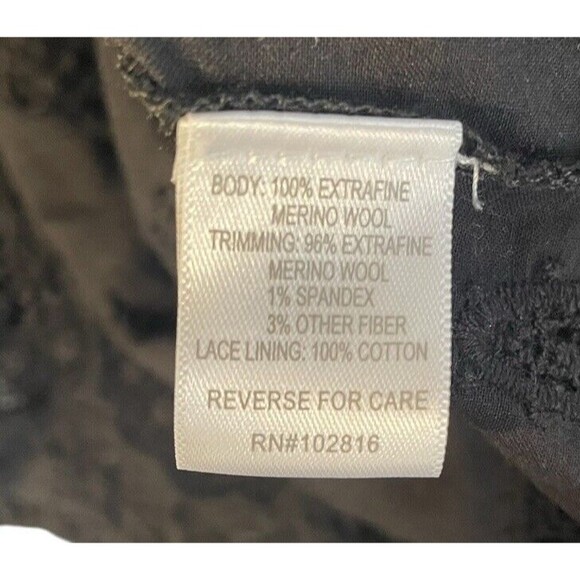 BODY: 100% EXTRAFINE
MERINO WOOL
TRIMMING: 96% EXTRAFINE
MERINO WOOL
1% SPANDEX
3% OTHER FIBER
LACE LINING: 100% COTTON
REVERSE FOR CARE
RN#102816